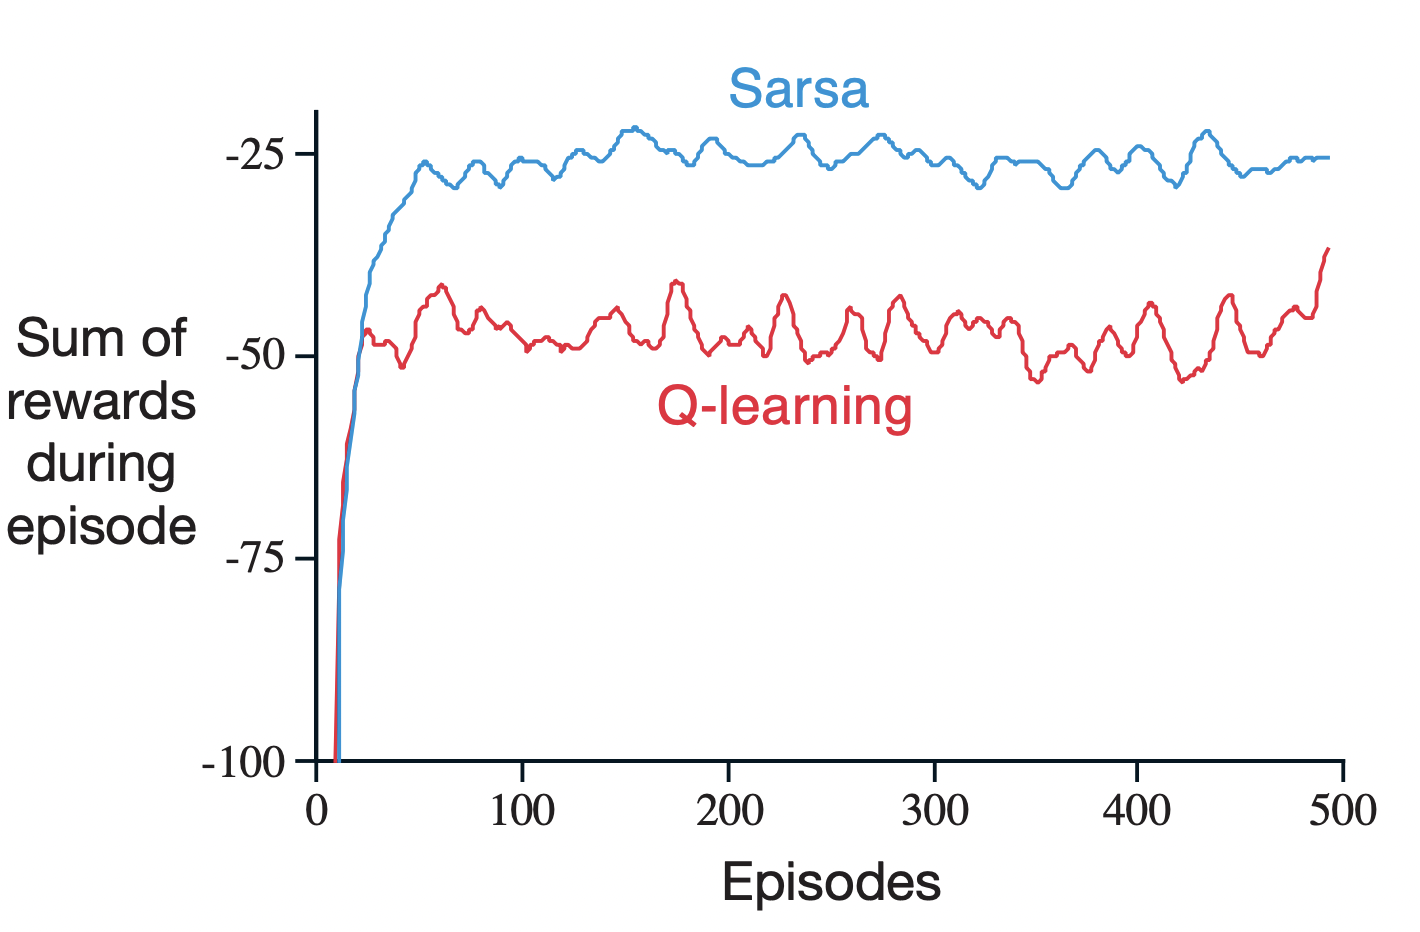 Sarsa
-25
-50
-75
-100
Sum of
rewards
during
episode
Q-learning
0 100 200 300 400 500
Episodes